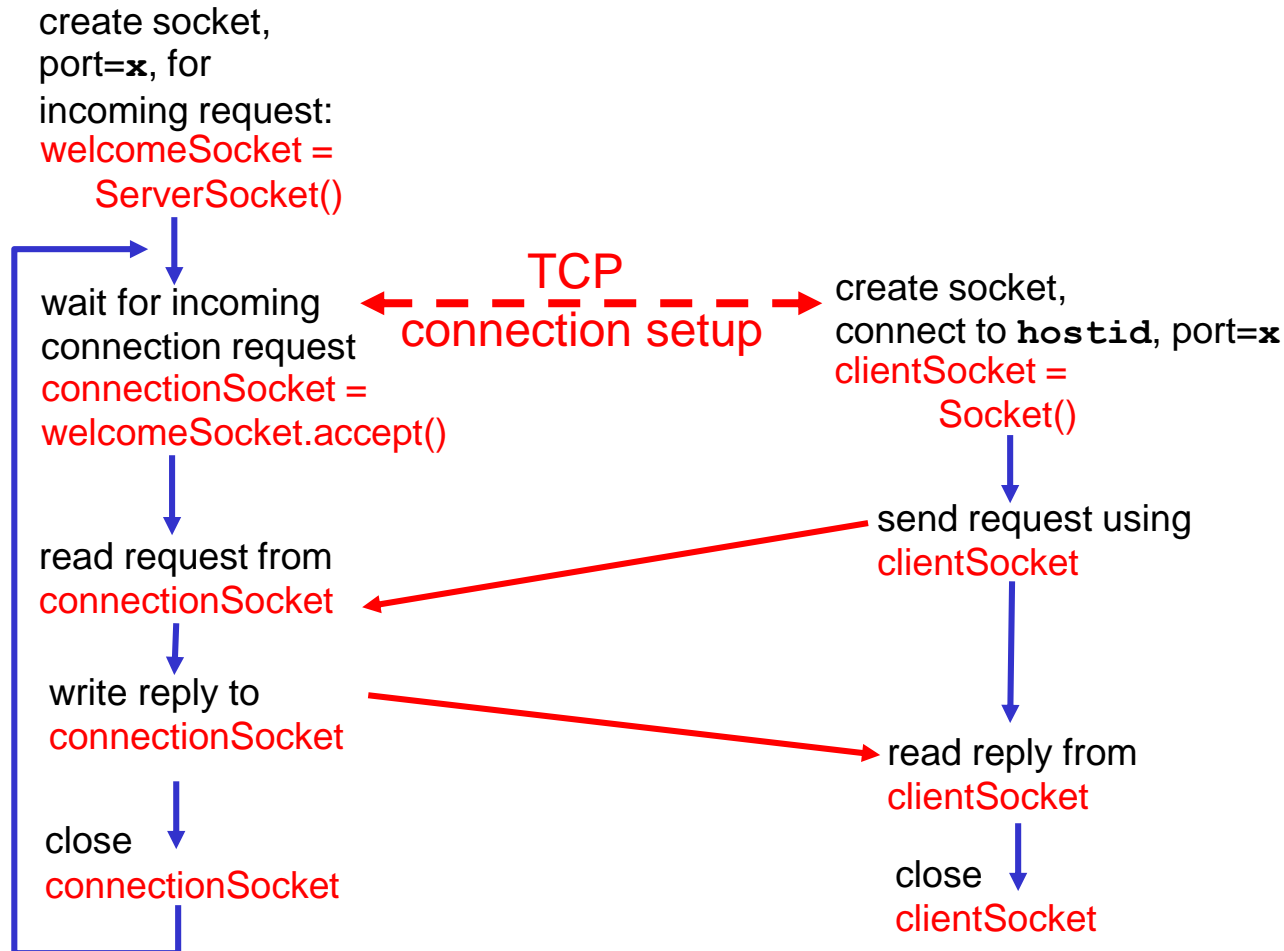 create socket,
port=x, for
incoming request:
welcomeSocket =
ServerSocket()
wait for incoming
connection request
connectionSocket =
welcomeSocket.accept()
read request from
connectionSocket
write reply to
connectionSocket
close
connectionSocket
TCP
connection setup
create socket,
connect to hostid, port=x
clientSocket =
Socket()
send request using
clientSocket
read reply from
clientSocket
close
clientSocket